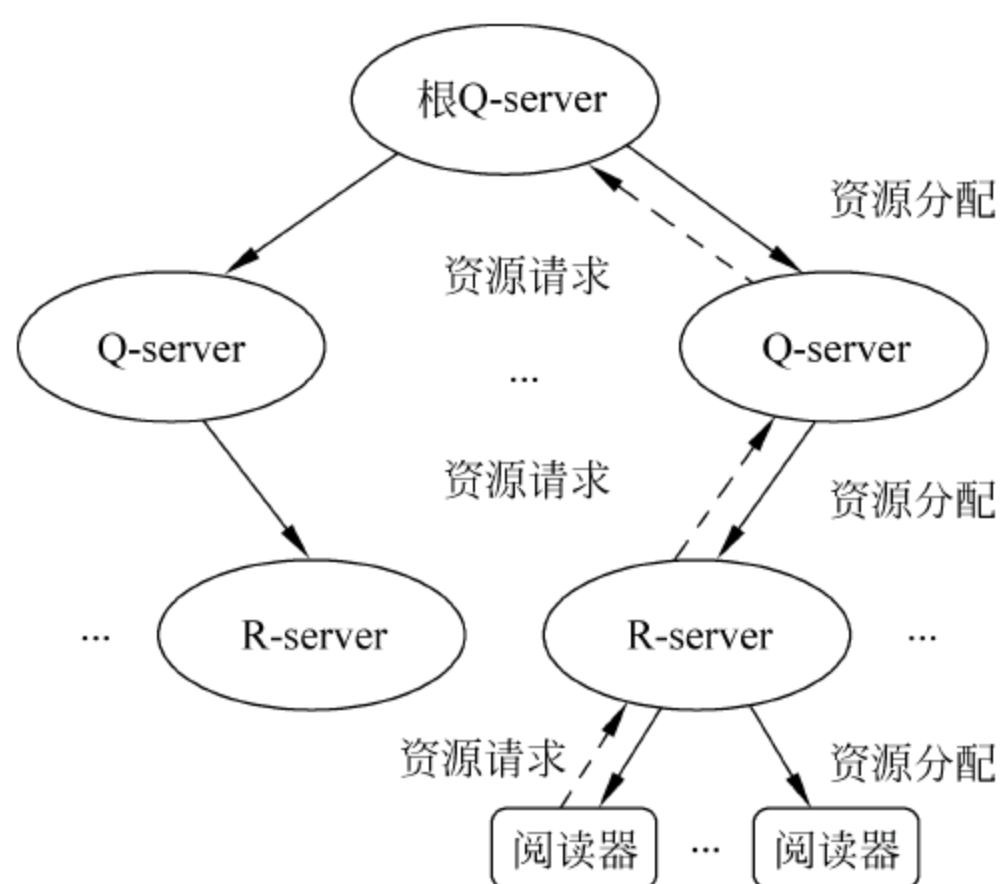 根Q-server
资源分配
资源请求
Q-server
...
Q-server
资源请求
资源分配
...
R-server
R-server
...
资源请求
资源分配
阅读器
...
阅读器